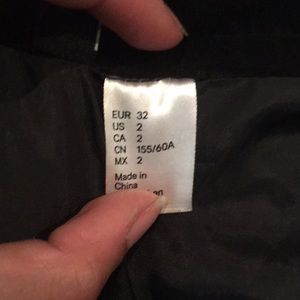 EUR 32
US 2
CA 2
CN 155/60A
MX 2
Made in
China